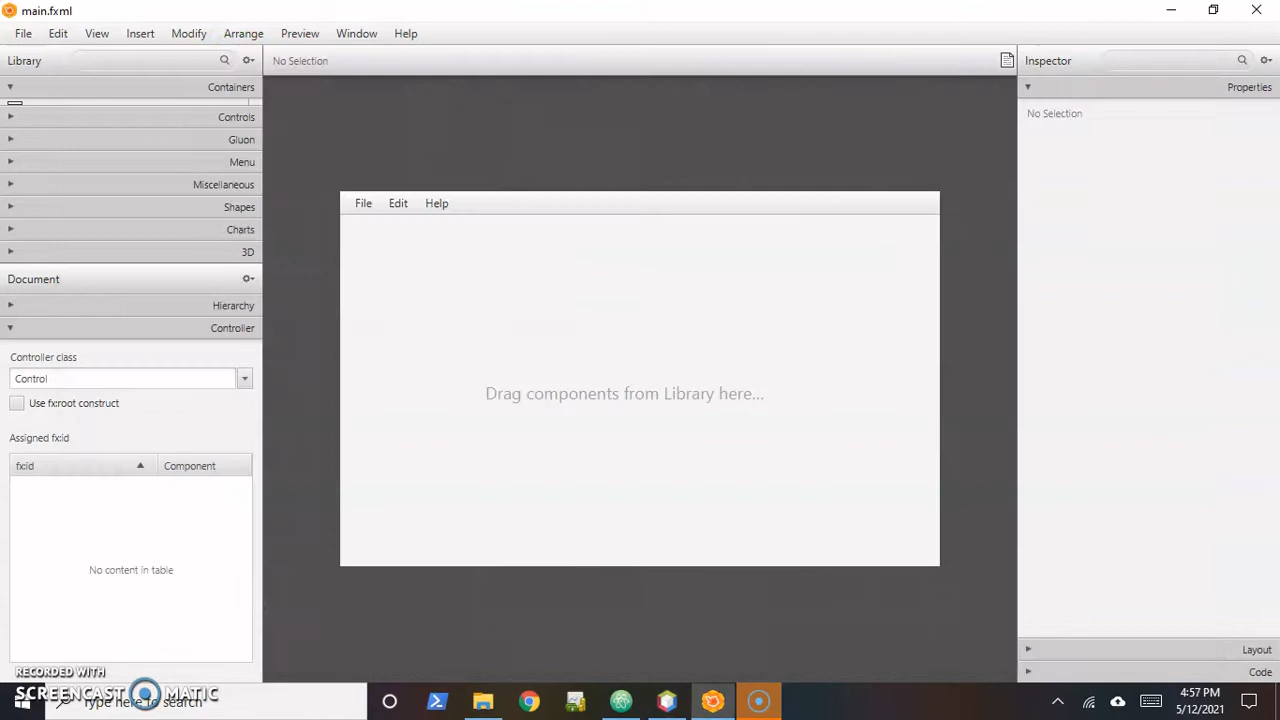 main.fxml
File Edit View Insert Modify Arrange Preview Window Help
Library
No Selection
Inspector
Containers
Properties
Controls
No Selection
Gluon
Menu
Miscellaneous
Shapes
File Edit Help
Charts
3D
Document
Hierarchy
Controller
Controller class
Control
Drag components from Library here...
Use fx:root construct
Assigned fx:id
fx:id Component
No content in table
Layout
RECORDED WITH
Code
SCREENCAST MATIC
Type here to search
4:57 PM
5/12/2021